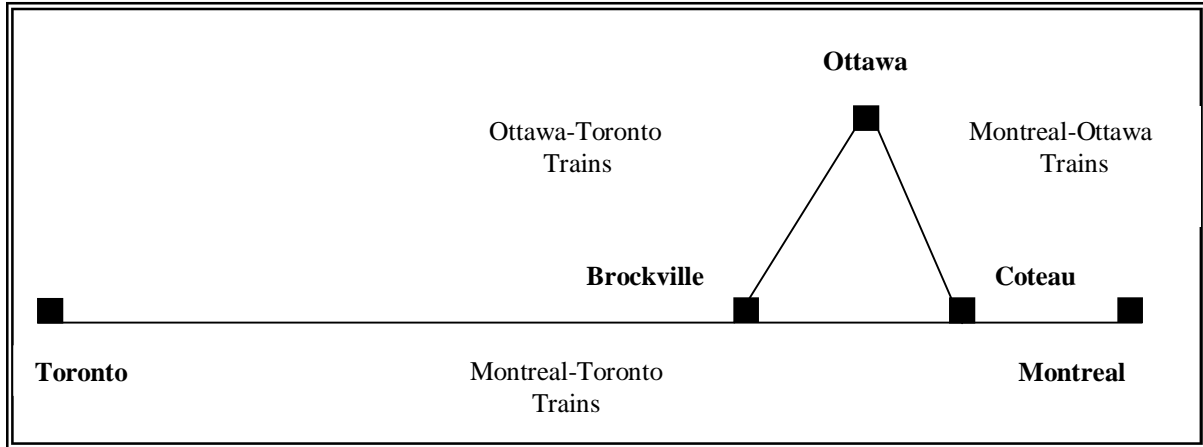 Ottawa
Ottawa-Toronto
Trains
Montreal-Ottawa
Trains
Brockville
Coteau
Toronto
Montreal-Toronto
Trains
Montreal